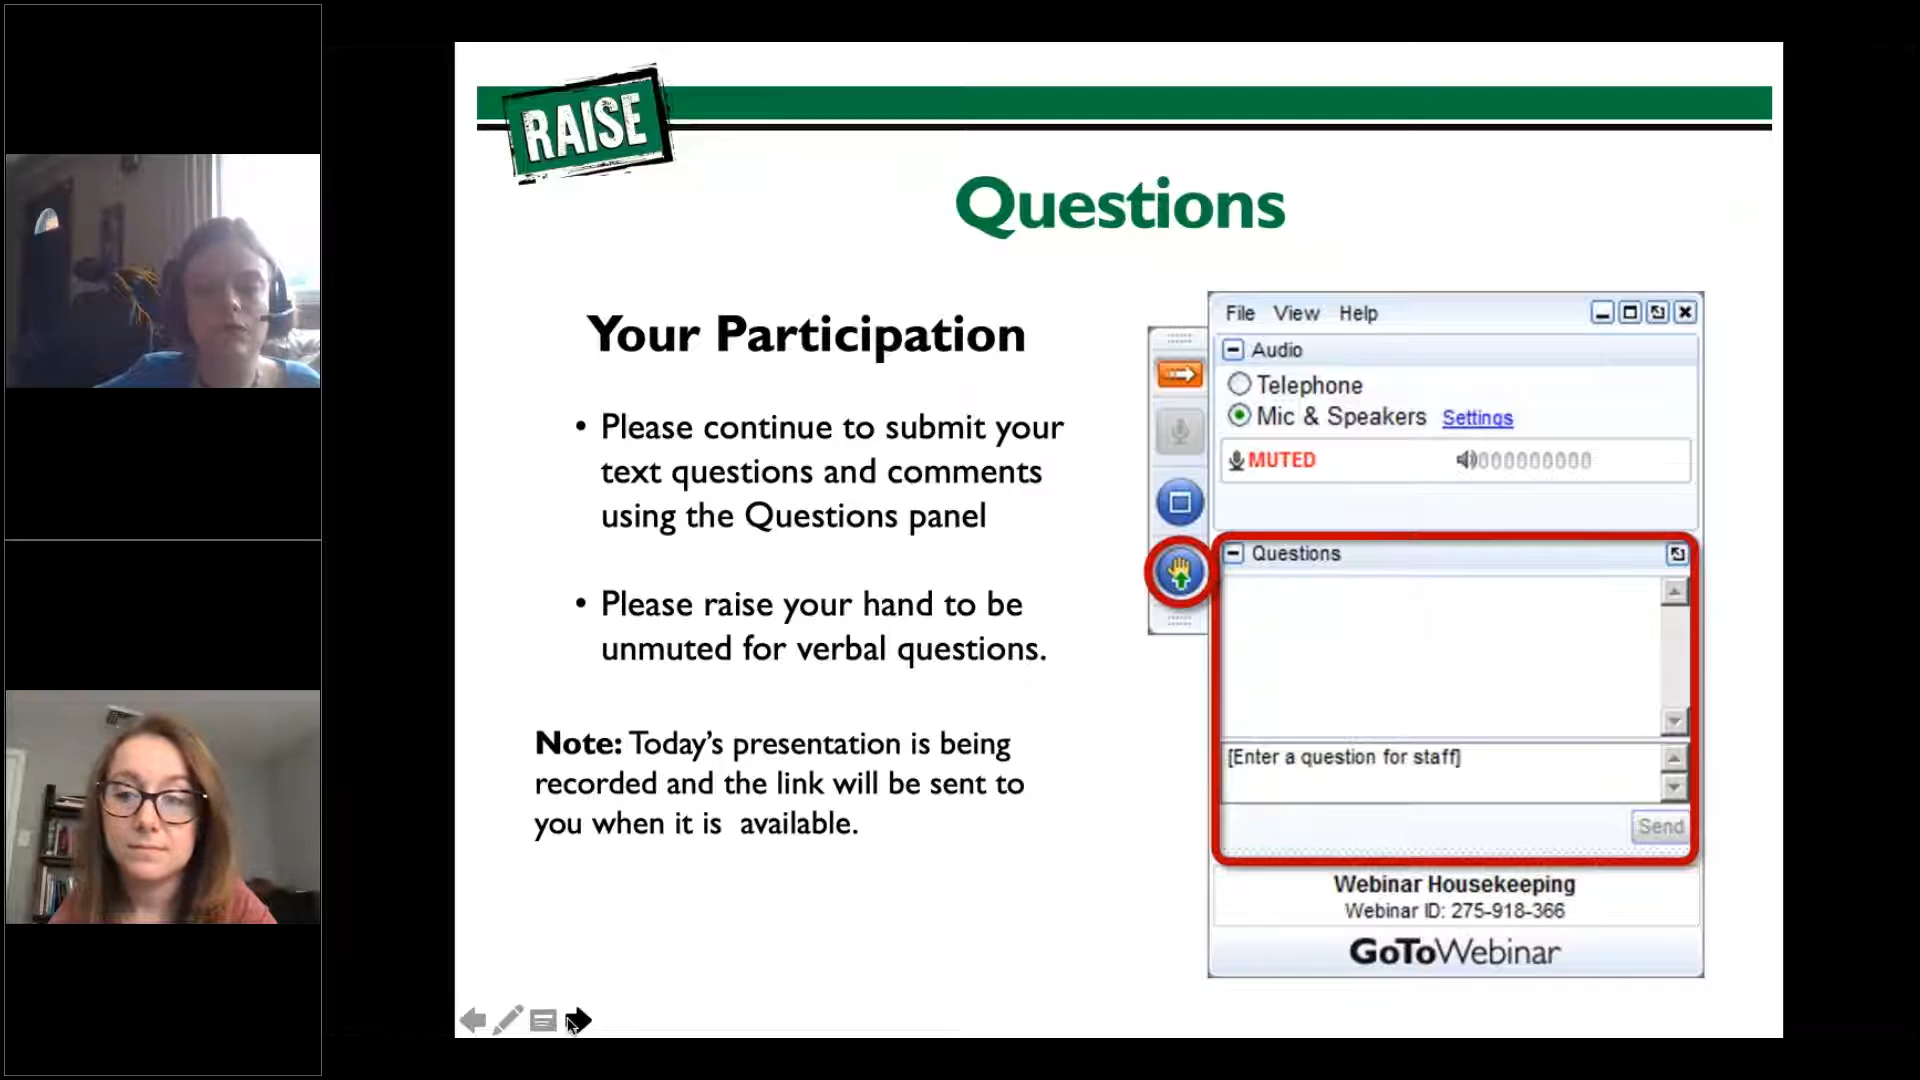 RAISE
Questions
Your Participation
• Please continue to submit your
text questions and comments
using the Questions panel
• Please raise your hand to be
unmuted for verbal questions.
Note: Today's presentation is being
recorded and the link will be sent to
you when it is available.
File View Help
Audio
Telephone
Mic & Speakers Settings
MUTED
Questions
[Enter a question for staff]
Send
Webinar Housekeeping
Webinar ID: 275-918-366
GoToWebinar